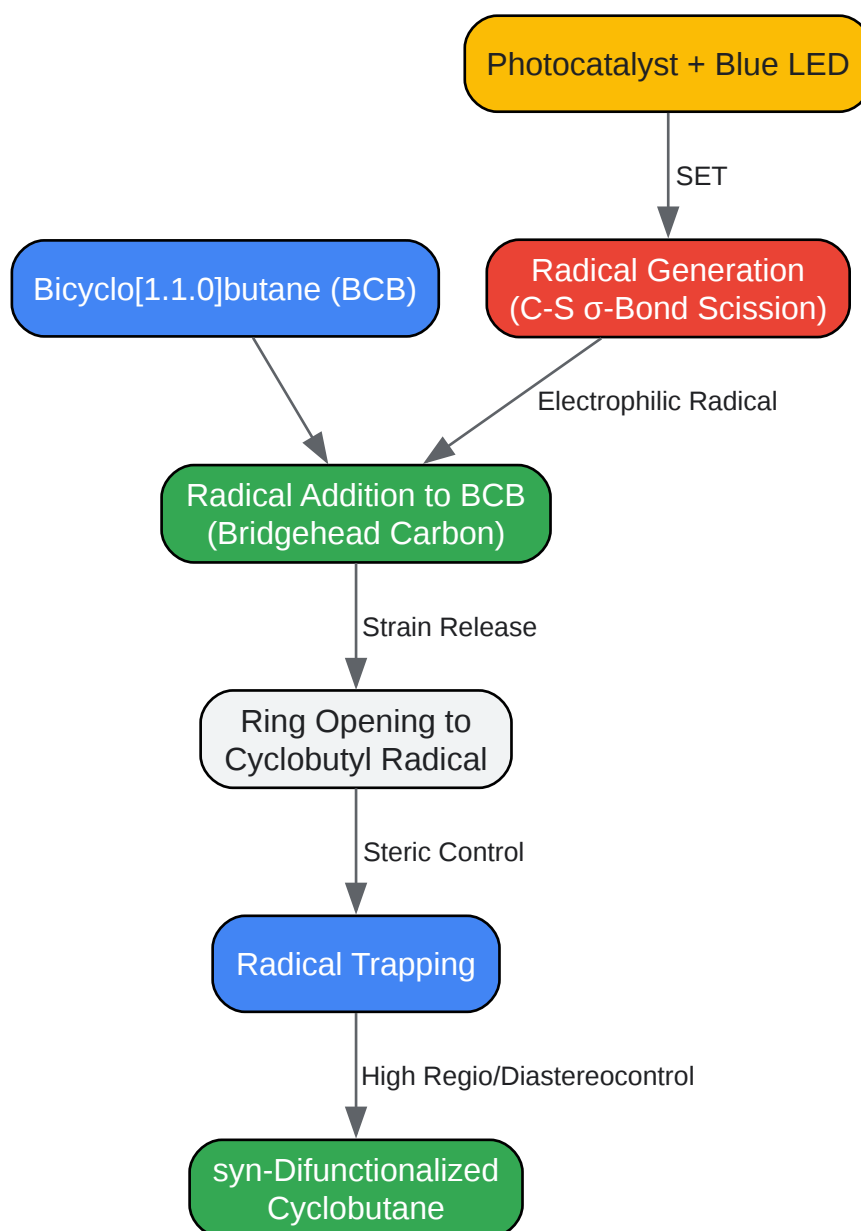 Photocatalyst + Blue LED
SET
Bicyclo[1.1.0]butane (BCB)
Radical Generation
(C-S σ-Bond Scission)
Electrophilic Radical
Radical Addition to BCB
(Bridgehead Carbon)
Strain Release
Ring Opening to
Cyclobutyl Radical
Steric Control
Radical Trapping
High Regio/Diastereocontrol
syn-Difunctionalized
Cyclobutane